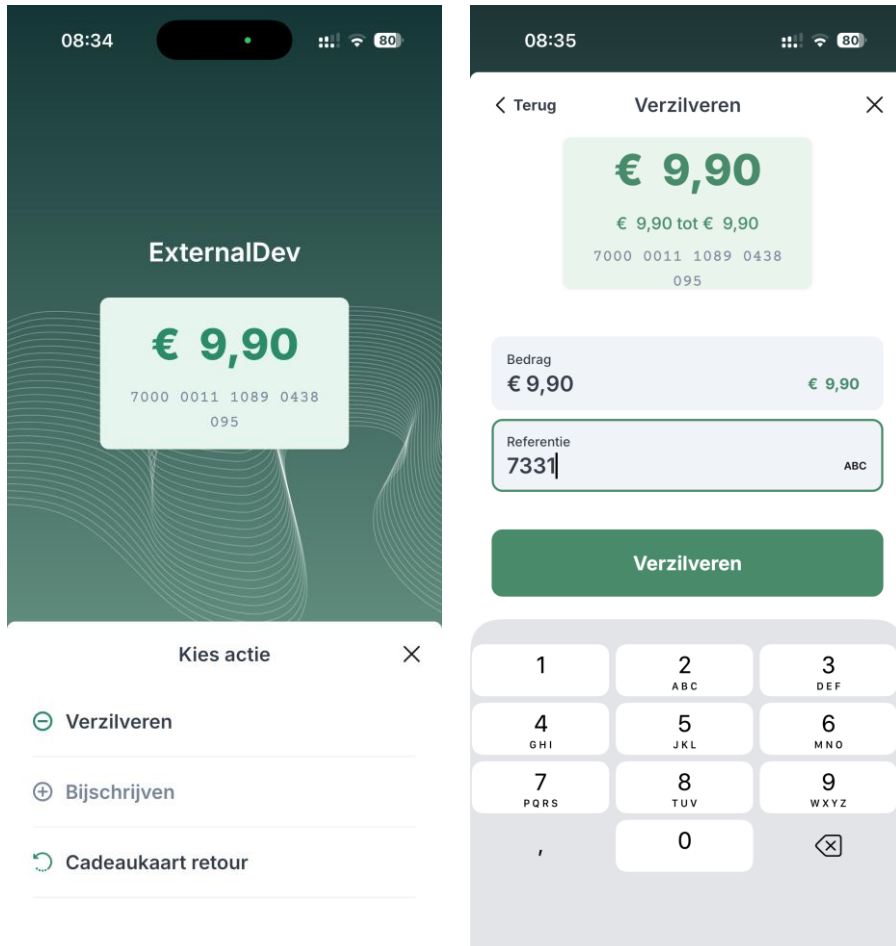 08:34
80
ExternalDev
€ 9,90
7000 0011 1089 0438
095
Kies actie
Verzilveren
Bijschrijven
Cadeaukaart retour
08:35
80
Terug
Verzilveren
€ 9,90
€ 9,90 tot € 9,90
7000 0011 1089 0438
095
Bedrag
€ 9,90
€ 9,90
Referentie
7331
ABC
Verzilveren
1
2
ABC
3
DEF
4
GHI
5
JKL
6
MNO
7
PQRS
8
TUV
9
WXYZ
,
0